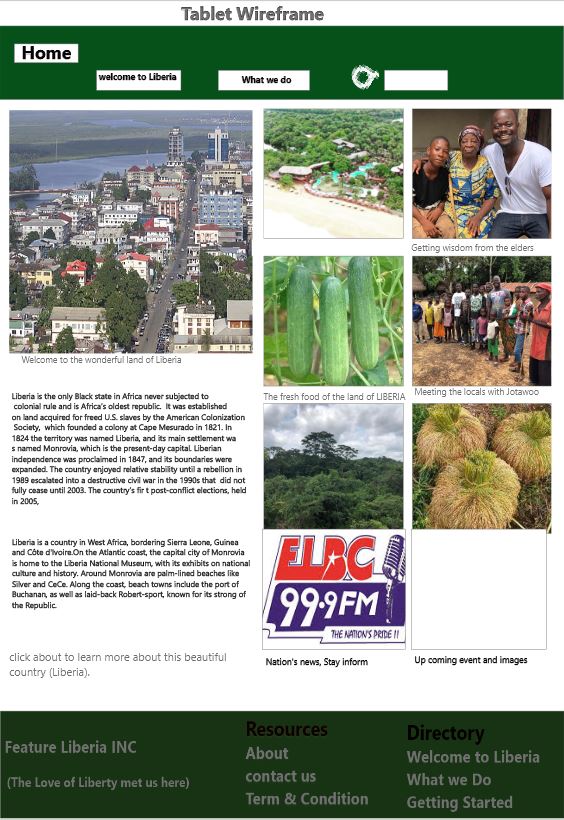 Tablet Wireframe
Home
welcome to Liberia
What we do
Welcome to the wonderful land of Liberia
Liberia is the only Black state in Africa never subjected to
colonial rule and is Africa's oldest republic. It was established
on land acquired for freed U.S. slaves by the American Colonization
Society, which founded a colony at Cape Mesurado in 1821. In
1824 the territory was named Liberia, and its main settlement wa
s named Monrovia, which is the present-day capital. Liberian
independence was proclaimed in 1847, and its boundaries were
expanded. The country enjoyed relative stability until a rebellion in
1989 escalated into a destructive civil war in the 1990s that did not
fully cease until 2003. The country's fir t post-conflict elections, held
in 2005,
Liberia is a country in West Africa, bordering Sierra Leone, Guinea
and Côte d'Ivoire.On the Atlantic coast, the capital city of Monrovia
is home to the Liberia National Museum, with its exhibits on national
culture and history. Around Monrovia are palm-lined beaches like
Silver and CeCe. Along the coast, beach towns include the port of
Buchanan, as well as laid-back Robert-sport, known for its strong of
the Republic.
click about to learn more about this beautiful
country (Liberia).
Getting wisdom from the elders
The fresh food of the land of LIBERIA
Meeting the locals with Jotawoo
ELBC
99.9FM
THE NATION'S PRIDE !!
Nation's news, Stay inform
Up coming event and images
Feature Liberia INC
(The Love of Liberty met us here)
Resources
About
contact us
Term & Condition
Directory
Welcome to Liberia
What we Do
Getting Started